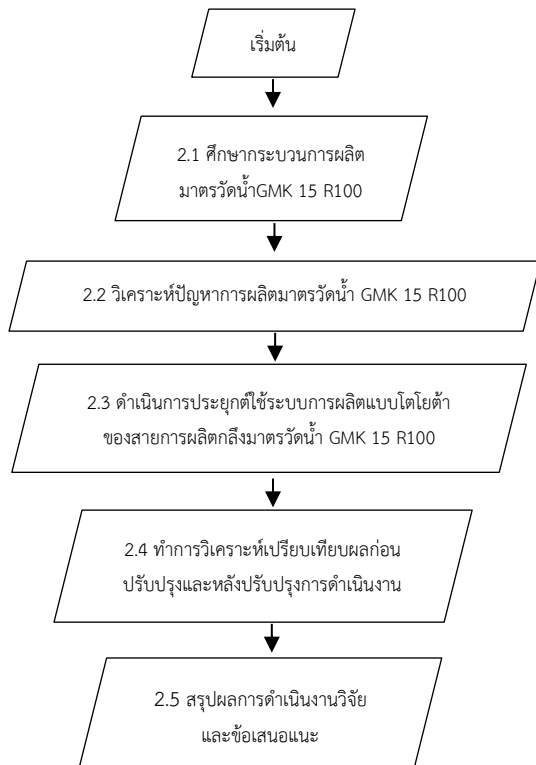 เริ่มต้น
2.1 ศึกษากระบวนการผลิต
มาตรวัดน้ำGMK 15 R100
2.2 วิเคราะห์ปัญหาการผลิตมาตรวัดน้ำ GMK 15 R100
2.3 ดำเนินการประยุกต์ใช้ระบบการผลิตแบบโตโยต้า
ของสายการผลิตกลึงมาตรวัดน้ำ GMK 15 R100
2.4 ทำการวิเคราะห์เปรียบเทียบผลก่อน
ปรับปรุงและหลังปรับปรุงการดำเนินงาน
2.5 สรุปผลการดำเนินงานวิจัย
และข้อเสนอแนะ